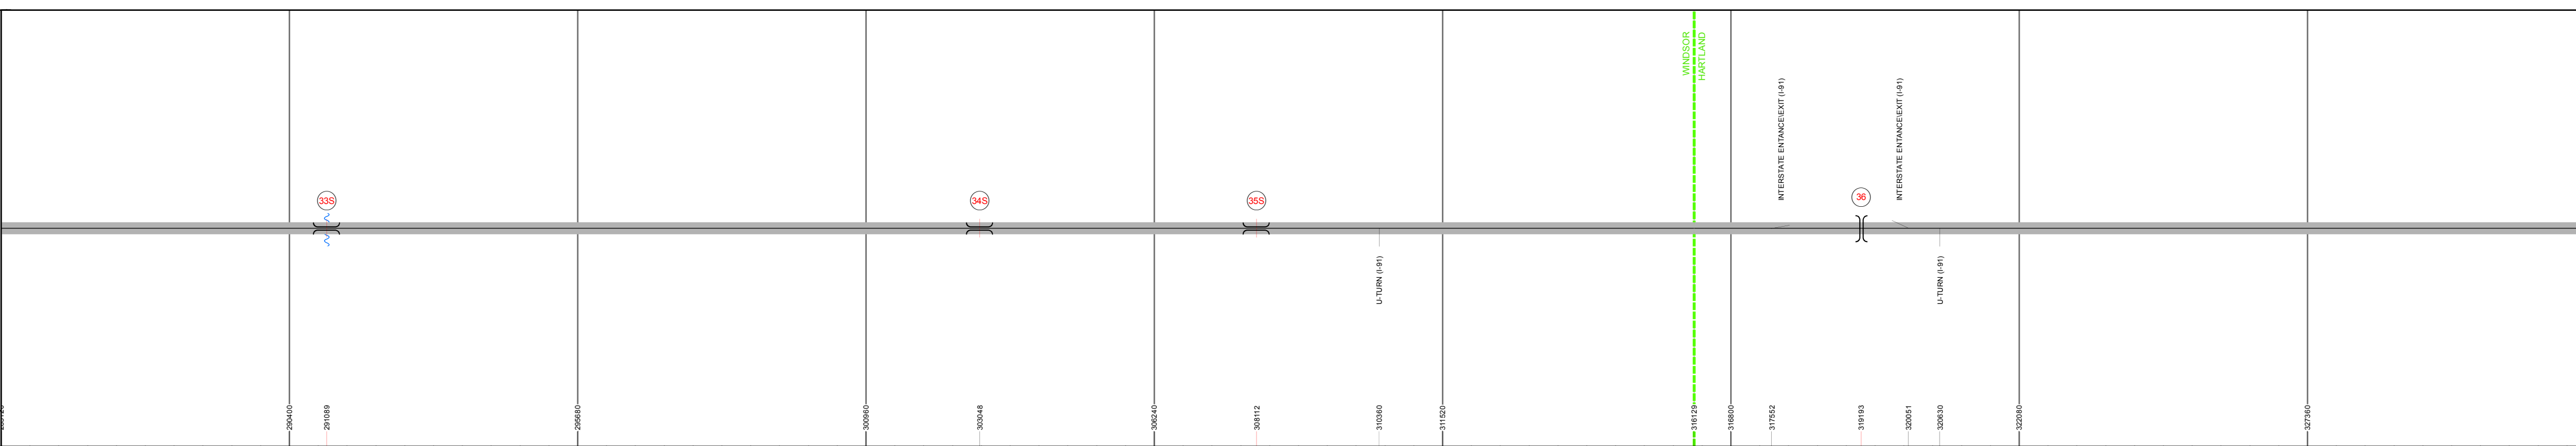 WINDSOR
HARTLAND
INTERSTATE ENTANCE\EXIT (I-91)
INTERSTATE ENTANCE\EXIT (I-91)
33S
34S
35S
36
U-TURN (I-91)
U-TURN (I-91)
290400
291089
295680
300960
303048
306240
308112
310360
311520
316129
316800
317552
319193
320051
320630
322080
327360